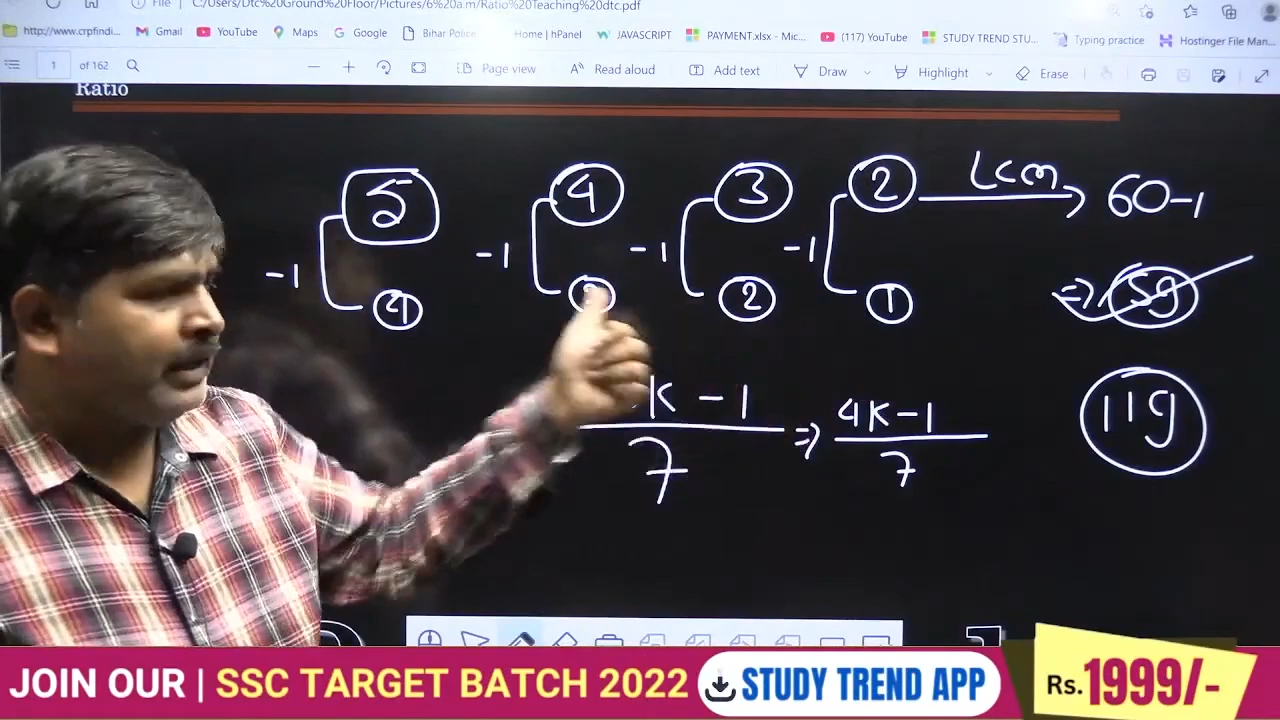 File | C:/Users/Dtc%20Ground%20Floor/Pictures/6%20a.m/Ratio%20Teaching%20dtc.pdf
http://www.crpfindi... Gmail YouTube Maps Google Bihar Police Home | hPanel JAVASCRIPT PAYMENT.xlsx - Mic... (117) YouTube STUDY TREND STU... Typing practice Hostinger File Man...
1 of 162 Page view Read aloud Add text Draw Highlight Erase
Ratio
5 4 3 2 LCM 60-1
-1 -1 -1 -1
4 2 1 ⇒ 59
K-1 ⇒ 4K-1 119
7 7
JOIN OUR | SSC TARGET BATCH 2022 STUDY TREND APP Rs. 1999/-